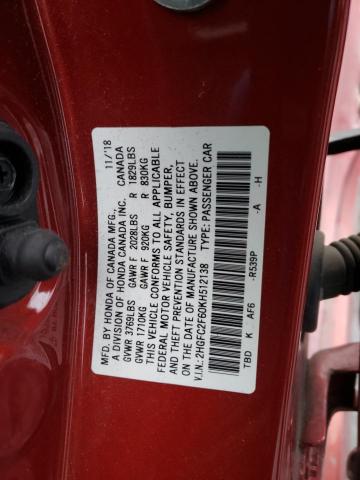 MFD. BY HONDA OF CANADA MFG., 11/'18
A DIVISION OF HONDA CANADA INC. CANADA
GVWR 3769LBS GAWR F 2028LBS R 1829LBS
GVWR 1710KG GAWR F 920KG R 830KG
THIS VEHICLE CONFORMS TO ALL APPLICABLE
FEDERAL MOTOR VEHICLE SAFETY, BUMPER,
AND THEFT PREVENTION STANDARDS IN EFFECT
ON THE DATE OF MANUFACTURE SHOWN ABOVE.
V.I.N.: 2HGFC2F60KH512138 TYPE: PASSENGER CAR
TBD K AF6 -R539P -A -H